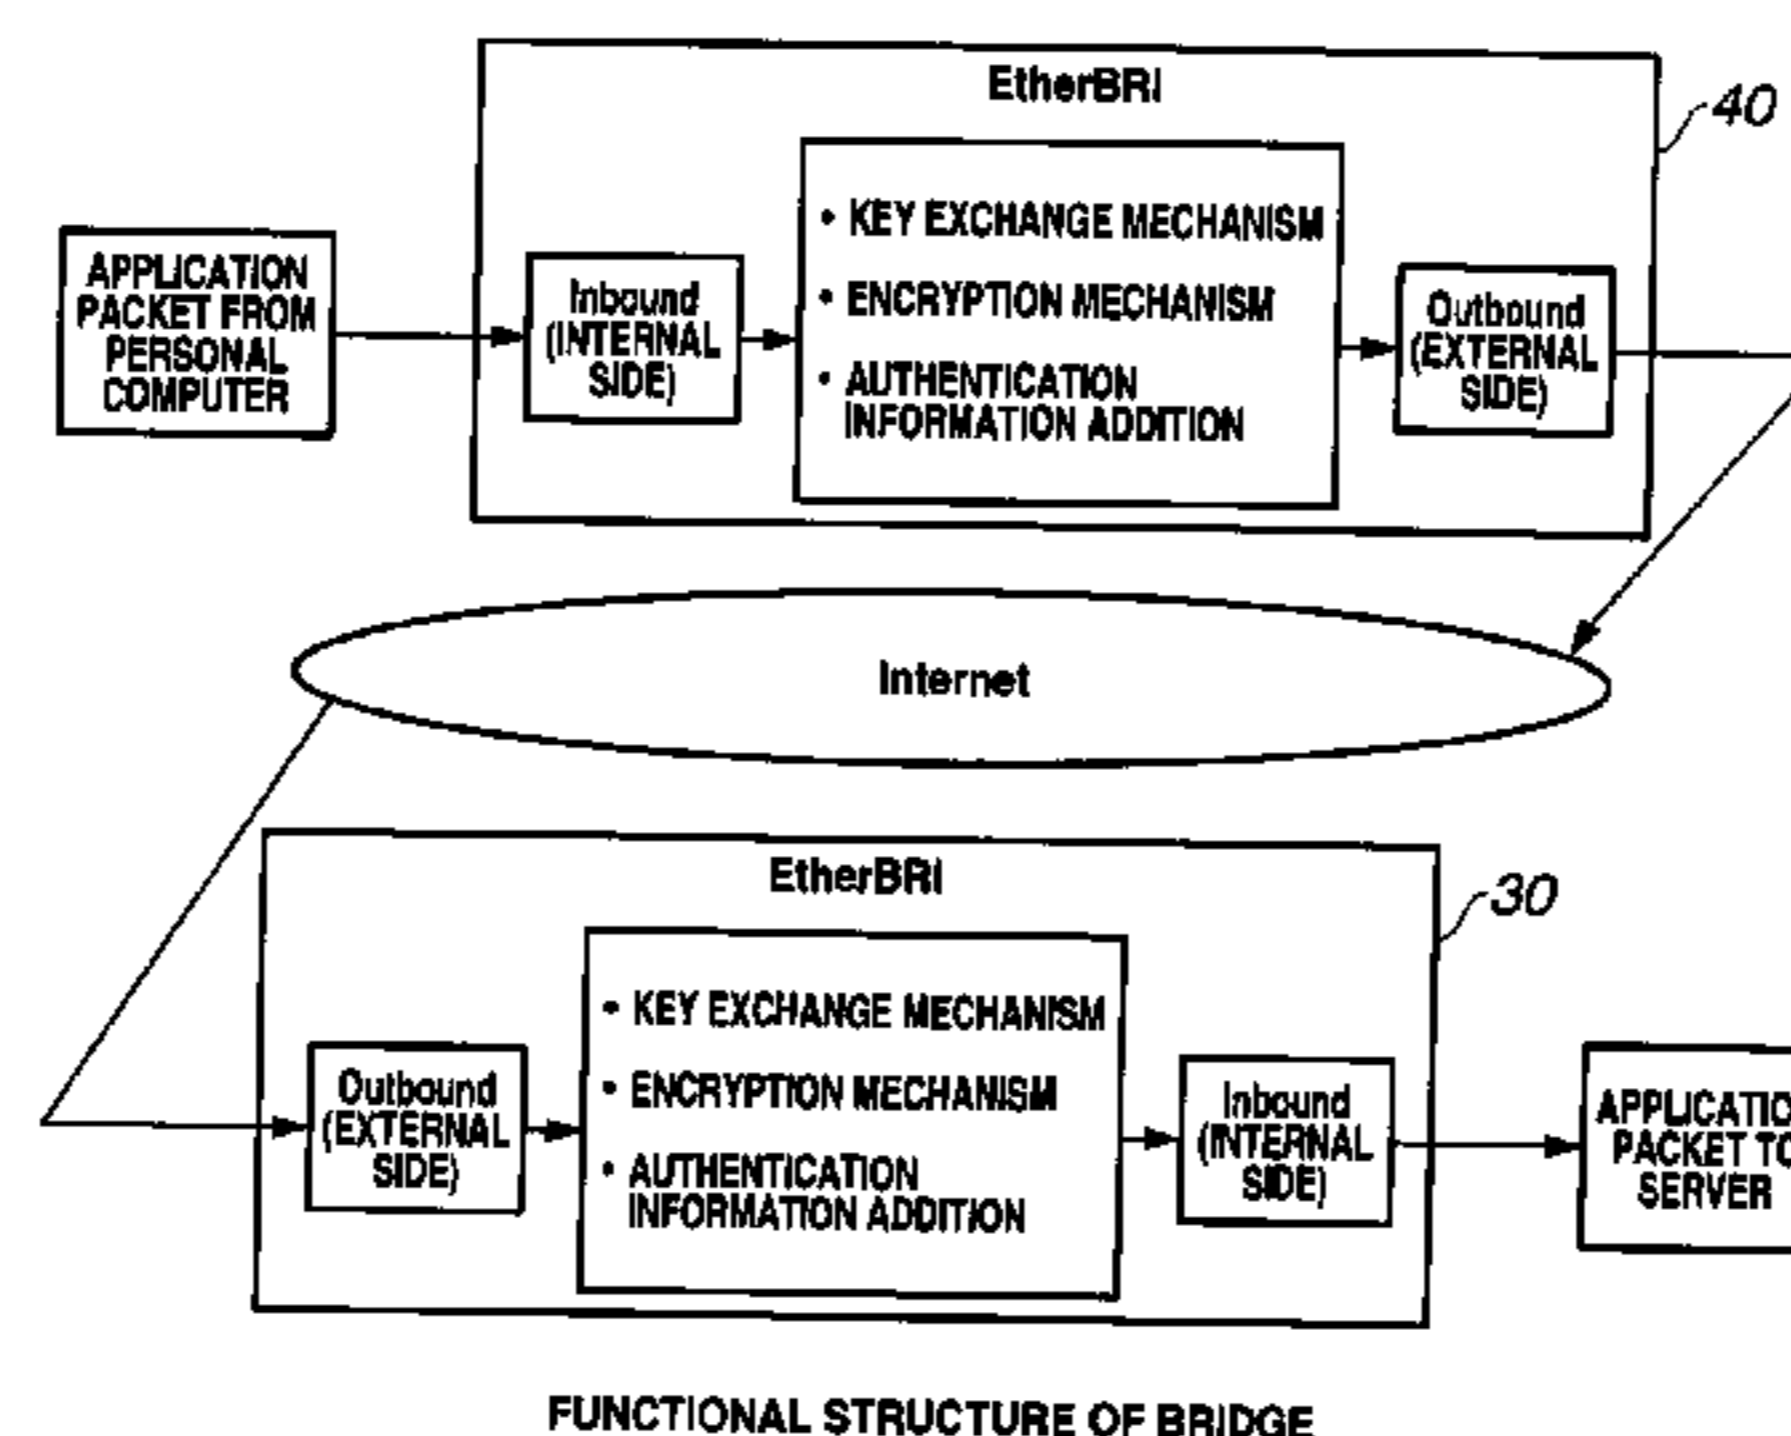 EtherBRI
40
• KEY EXCHANGE MECHANISM
• ENCRYPTION MECHANISM
• AUTHENTICATION
INFORMATION ADDITION
APPLICATION
PACKET FROM
PERSONAL
COMPUTER
Inbound
(INTERNAL
SIDE)
Outbound
(EXTERNAL
SIDE)
Internet
EtherBRI
30
• KEY EXCHANGE MECHANISM
• ENCRYPTION MECHANISM
• AUTHENTICATION
INFORMATION ADDITION
Outbound
(EXTERNAL
SIDE)
Inbound
(INTERNAL
SIDE)
PACKET
SERVER
FUNCTIONAL STRUCTURE OF BRIDGE